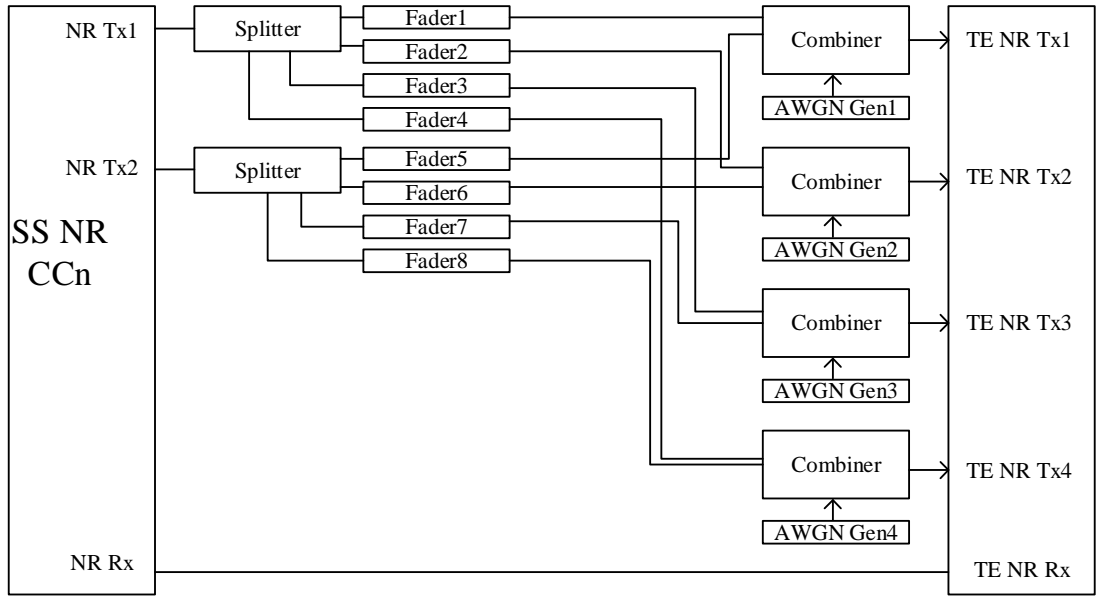 NR Tx1
Splitter
Fader1
Fader2
Fader3
Fader4
Combiner
TE NR Tx1
AWGN Gen1
NR Tx2
Splitter
Fader5
Fader6
Fader7
Fader8
Combiner
TE NR Tx2
AWGN Gen2
SS NR
CCn
Combiner
TE NR Tx3
AWGN Gen3
Combiner
TE NR Tx4
AWGN Gen4
NR Rx
TE NR Rx